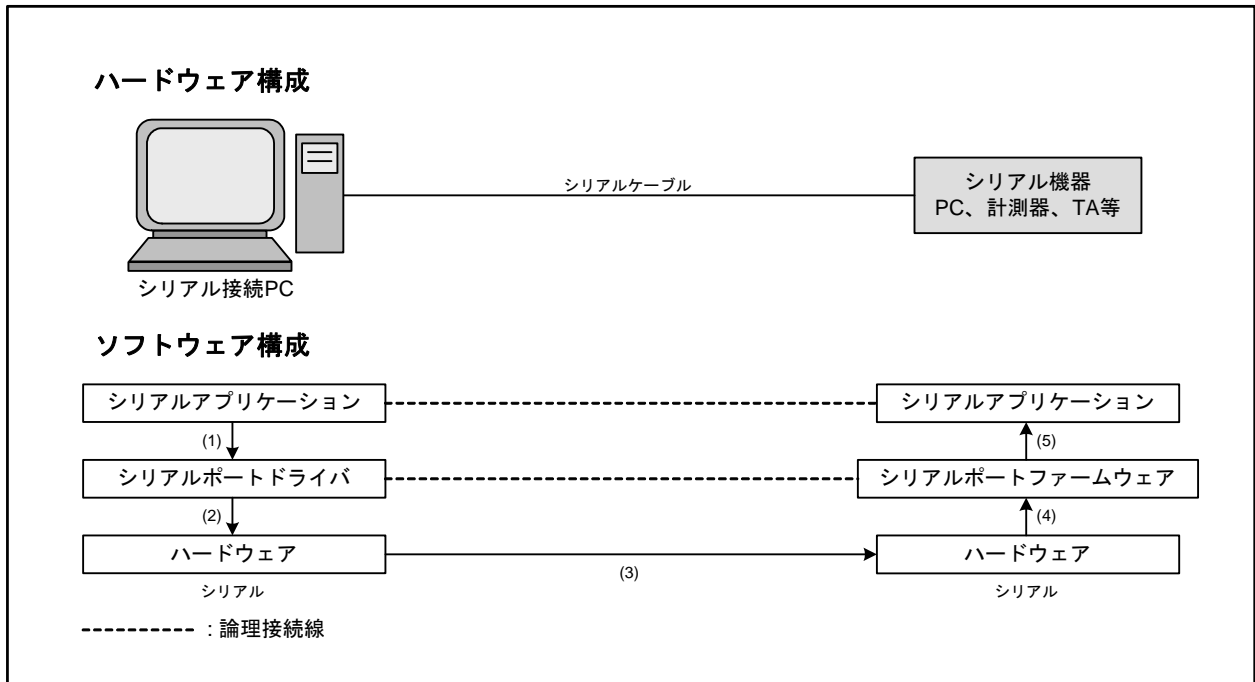 ハードウェア構成
シリアルケーブル
シリアル機器
PC、計測器、TA等
シリアル接続PC
ソフトウェア構成
シリアルアプリケーション
シリアルアプリケーション
(1)
(5)
シリアルポートドライバ
シリアルポートファームウェア
(2)
(4)
ハードウェア
ハードウェア
(3)
シリアル
シリアル
: 論理接続線